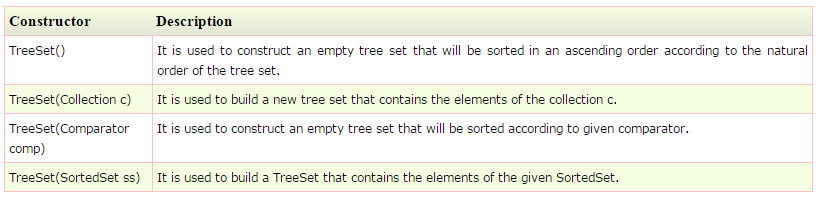 Constructor Description
TreeSet() It is used to construct an empty tree set that will be sorted in an ascending order according to the natural
order of the tree set.
TreeSet(Collection c) It is used to build a new tree set that contains the elements of the collection c.
TreeSet(Comparator It is used to construct an empty tree set that will be sorted according to given comparator.
comp)
TreeSet(SortedSet ss) It is used to build a TreeSet that contains the elements of the given SortedSet.